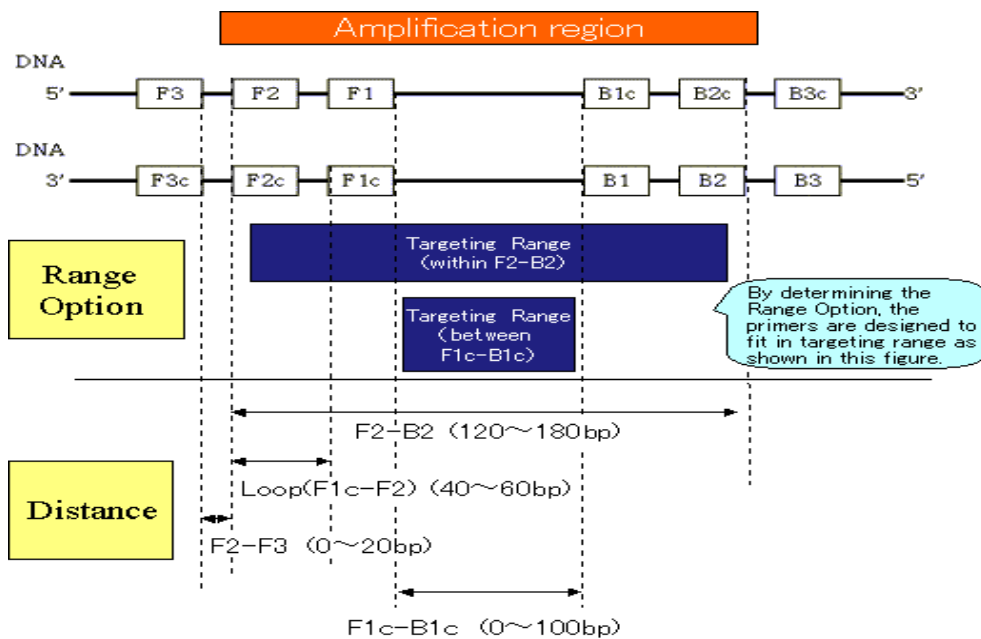 Amplification region
DNA
5' F3 F2 F1 B1c B2c B3c 3'
DNA
3' F3c F2c F1c B1 B2 B3 5'
Range
Option
Targeting Range
(within F2-B2)
Targeting Range
(between
F1c-B1c)
By determining the
Range Option, the
primers are designed to
fit in targeting range as
shown in this figure.
Distance
F2-B2 (120~180bp)
Loop(F1c-F2) (40~60bp)
F2-F3 (0~20bp)
F1c-B1c (0~100bp)